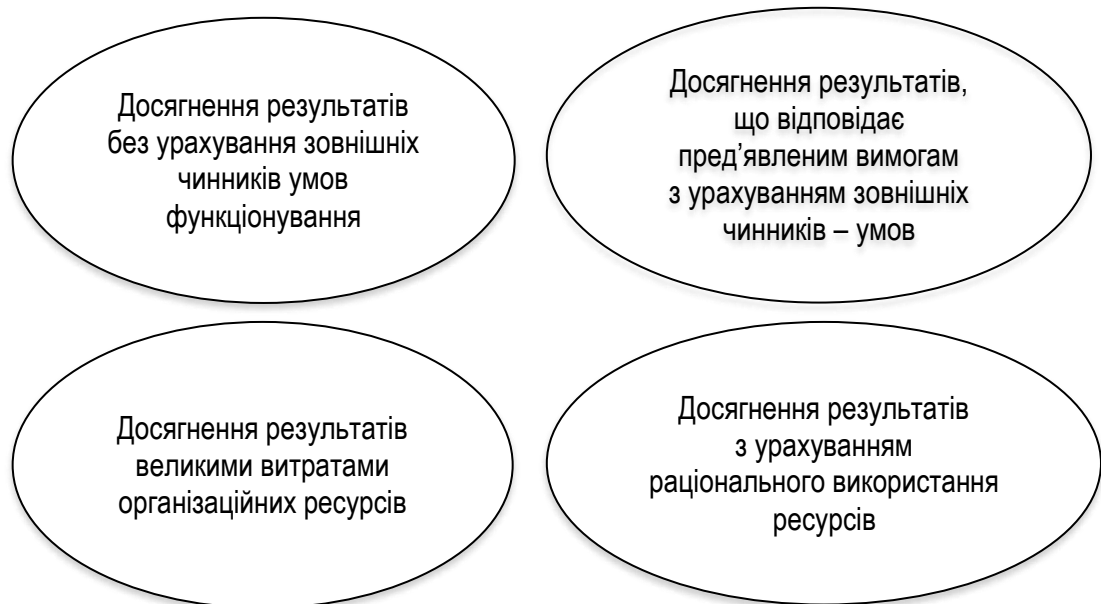 Досягнення результатів
без урахування зовнішніх
чинників умов
функціонування
Досягнення результатів,
що відповідає
пред’явленим вимогам
з урахуванням зовнішніх
чинників – умов
Досягнення результатів
великими витратами
організаційних ресурсів
Досягнення результатів
з урахуванням
раціонального використання
ресурсів